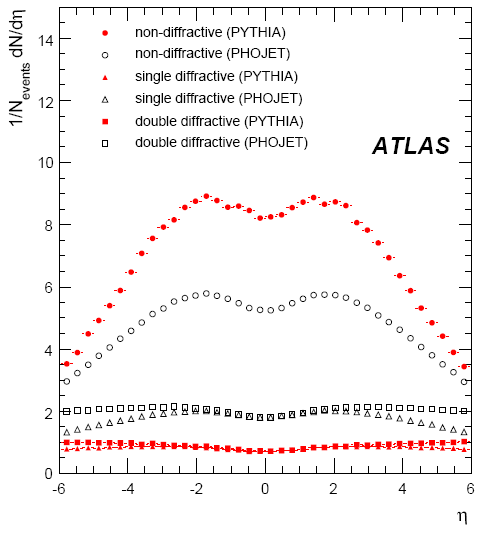 1/N_events dN/dη
14
12
10
8
6
4
2
0
non-diffractive (PYTHIA)
non-diffractive (PHOJET)
single diffractive (PYTHIA)
single diffractive (PHOJET)
double diffractive (PYTHIA)
double diffractive (PHOJET)
ATLAS
-6 -4 -2 0 2 4 6
η